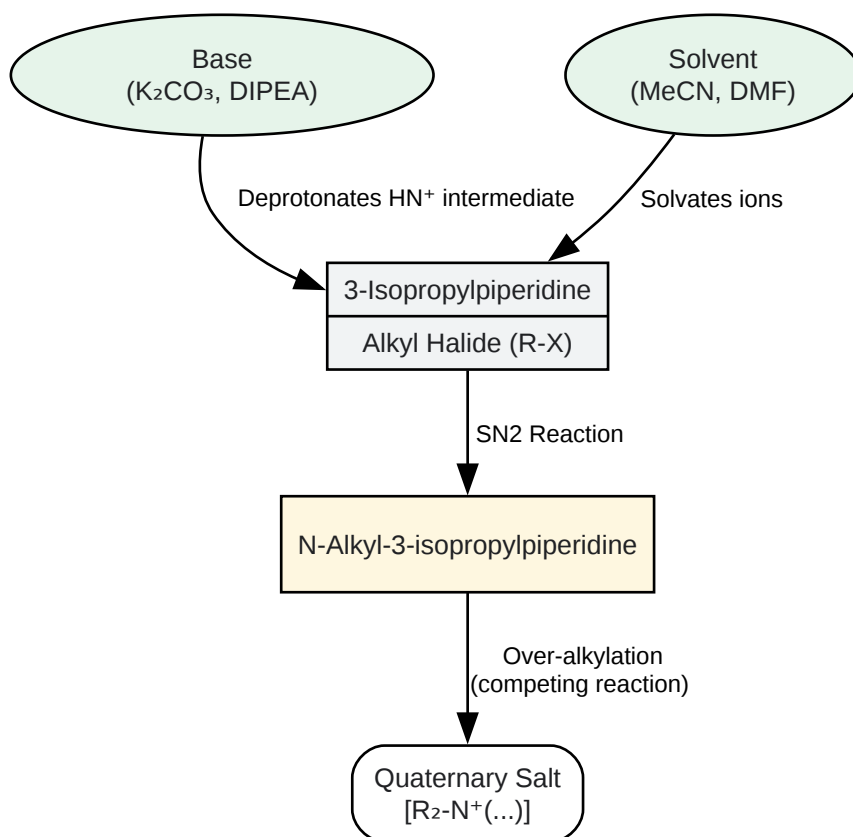 Base
(K₂CO₃, DIPEA)
Solvent
(MeCN, DMF)
Deprotonates HN⁺ intermediate
Solvates ions
3-Isopropylpiperidine
Alkyl Halide (R-X)
SN2 Reaction
N-Alkyl-3-isopropylpiperidine
Over-alkylation
(competing reaction)
Quaternary Salt
[R₂-N⁺(...)]